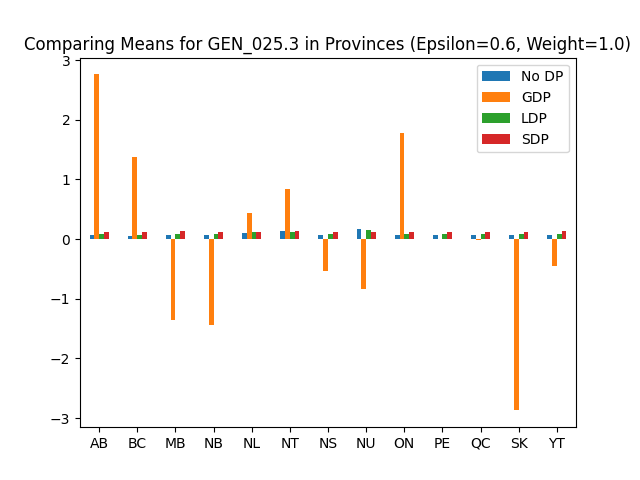 Comparing Means for GEN_025.3 in Provinces (Epsilon=0.6, Weight=1.0)
No DP
GDP
LDP
SDP
3
2
1
0
−1
−2
−3
AB BC MB NB NL NT NS NU ON PE QC SK YT